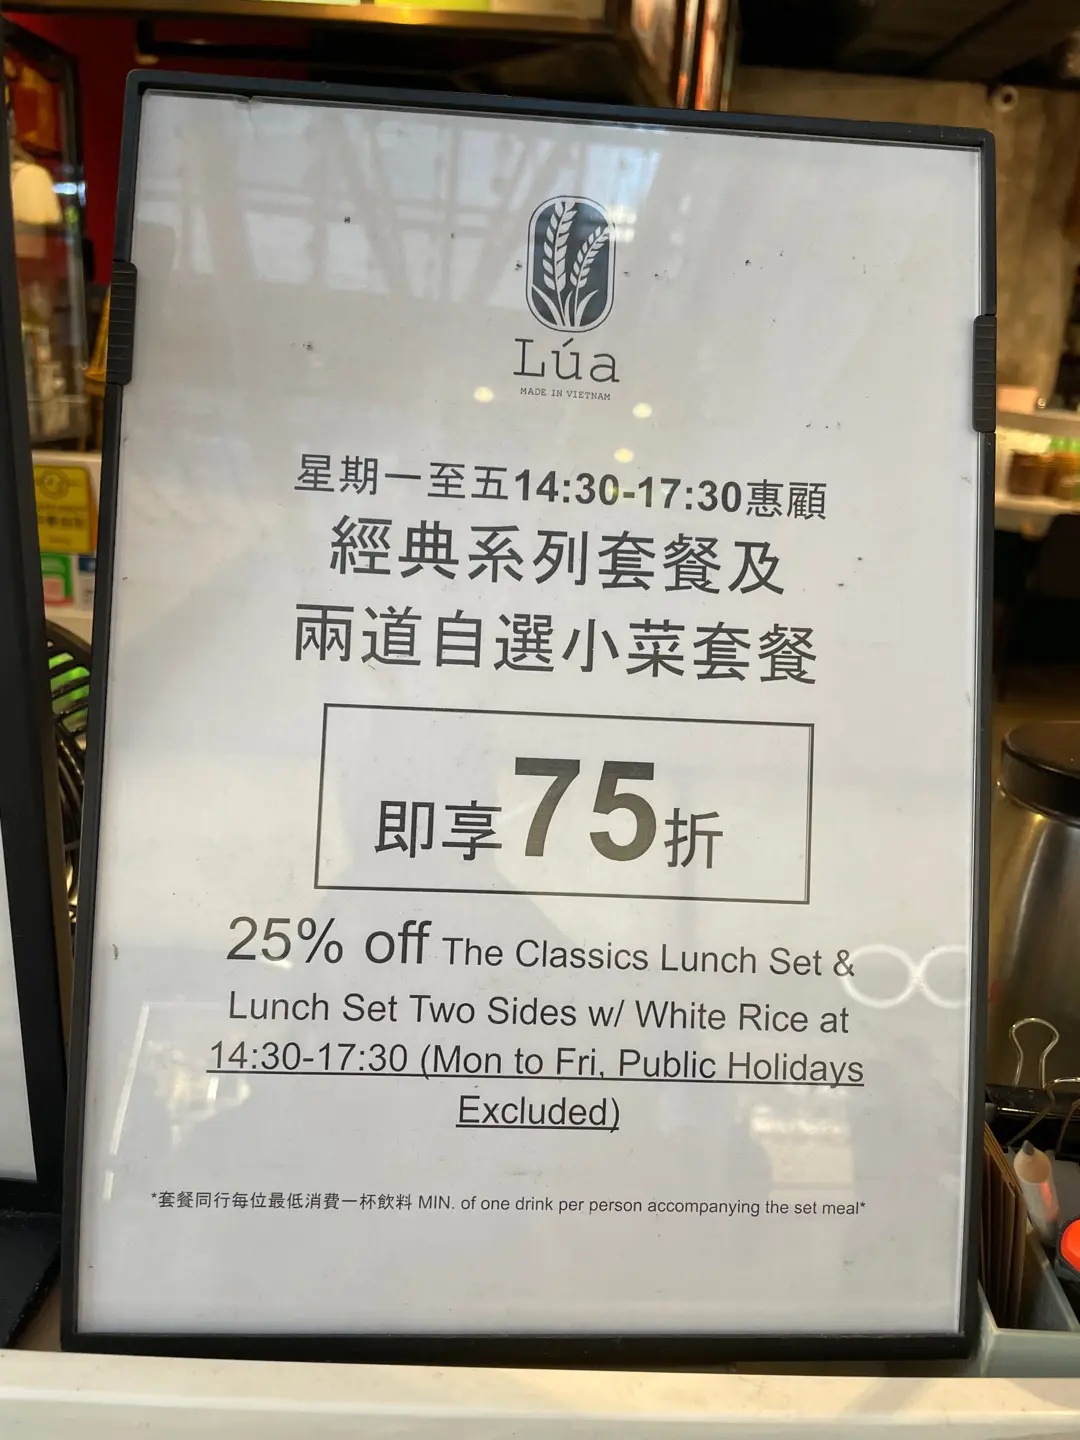 Lúa
MADE IN VIETNAM
星期一至五14:30-17:30惠顧
經典系列套餐及
兩道自選小菜套餐
即享75折
25% off The Classics Lunch Set &
Lunch Set Two Sides w/ White Rice at
14:30-17:30 (Mon to Fri, Public Holidays
Excluded)
*套餐同行每位最低消費一杯飲料 MIN. of one drink per person accompanying the set meal*